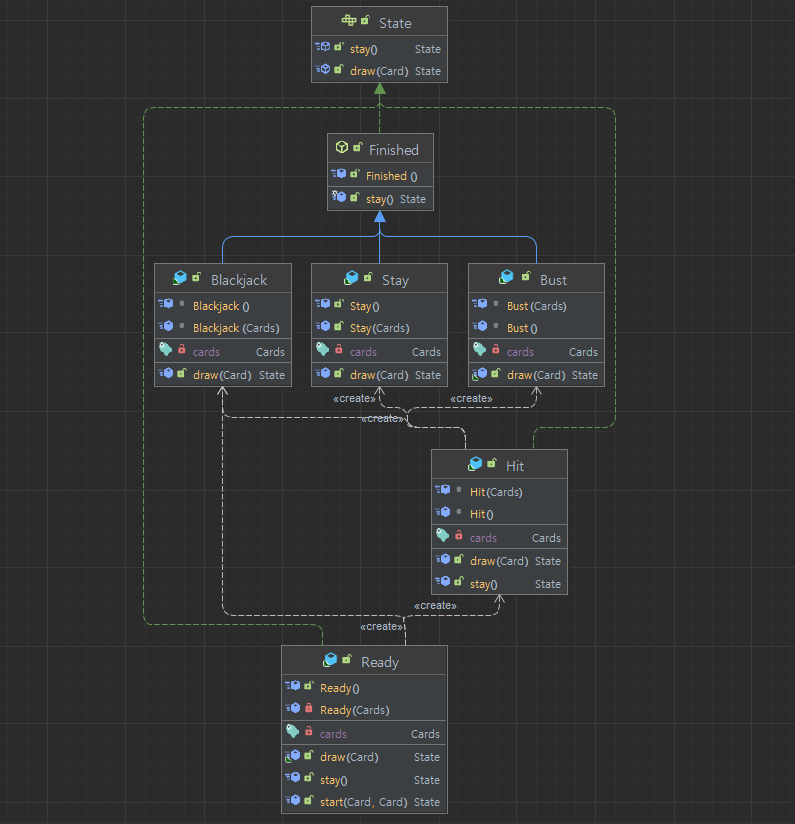 State
stay() State
draw(Card) State
Finished
Finished ()
stay() State
Blackjack
Blackjack ()
Blackjack (Cards)
cards Cards
draw(Card) State
Stay
Stay()
Stay(Cards)
cards Cards
draw(Card) State
Bust
Bust (Cards)
Bust ()
cards Cards
draw(Card) State
«create»
«create»
«create»
Hit
Hit(Cards)
Hit()
cards Cards
draw(Card) State
stay() State
«create»
«create»
Ready
Ready()
Ready(Cards)
cards Cards
draw(Card) State
stay() State
start(Card, Card) State